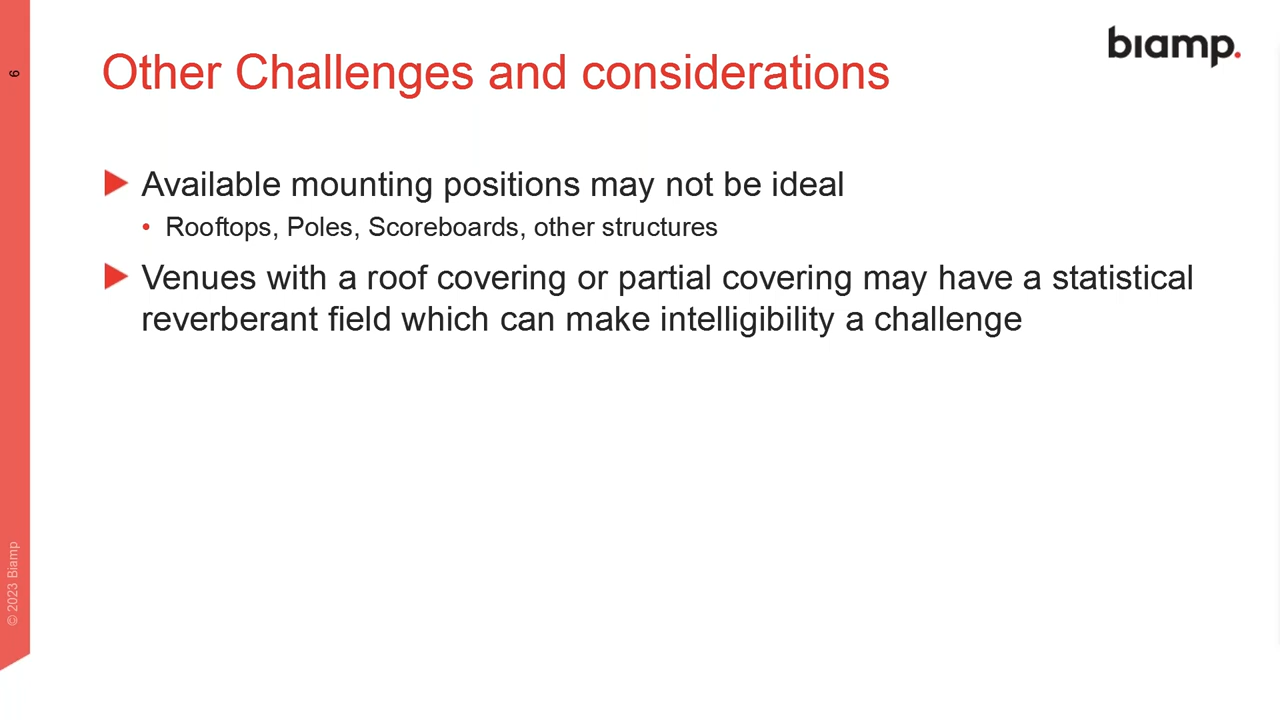 6
biamp.
Other Challenges and considerations
Available mounting positions may not be ideal
• Rooftops, Poles, Scoreboards, other structures
Venues with a roof covering or partial covering may have a statistical
reverberant field which can make intelligibility a challenge
© 2023 Biamp